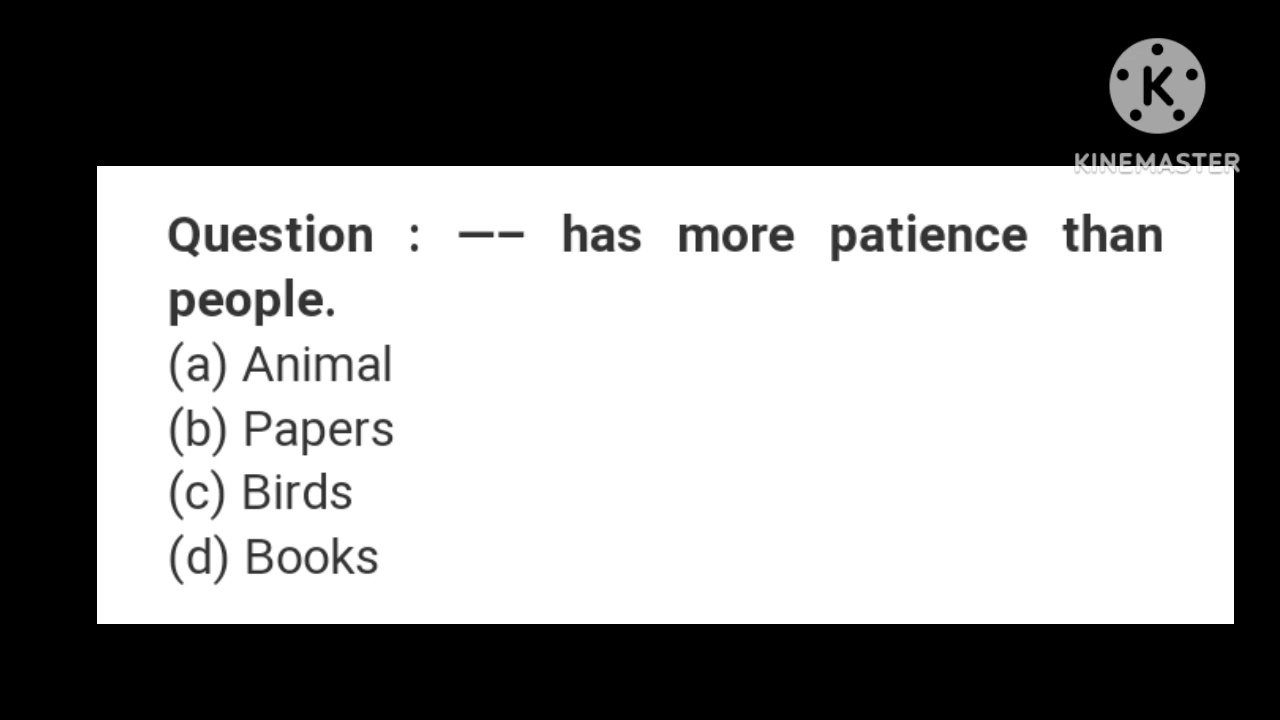 K
KINEMASTER
Question : —– has more patience than
people.
(a) Animal
(b) Papers
(c) Birds
(d) Books